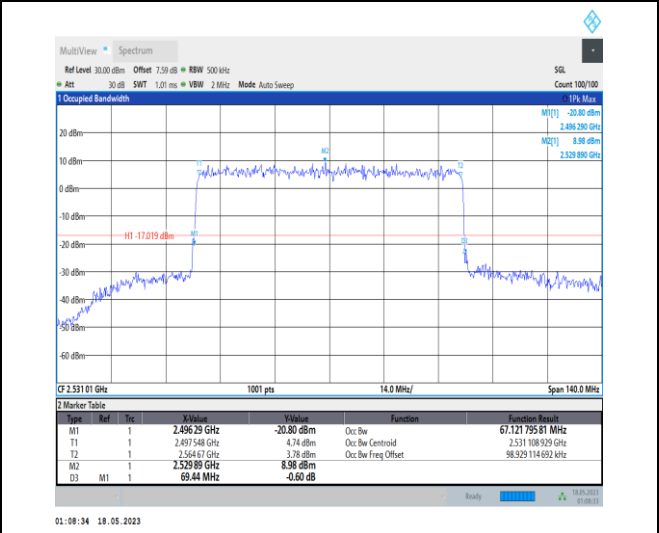 MultiView Spectrum
Ref Level 30.00 dBm Offset 7.59 dB RBW 500 kHz SGL
Att 30 dB SWT 1.01 ms VBW 2 MHz Mode Auto Sweep Count 100/100
1 Occupied Bandwidth 1Pk Max
M1[1] -20.80 dBm
2.496 290 GHz
M2[1] 8.98 dBm
2.529 890 GHz
20 dBm
M2
10 dBm
T1
T2
0 dBm
-10 dBm
H1 -17.019 dBm
M1
-20 dBm
D3
-30 dBm
-40 dBm
-50 dBm
-60 dBm
CF 2.531 01 GHz 1001 pts 14.0 MHz/ Span 140.0 MHz
2 Marker Table
Type Ref Trc X-Value Y-Value Function Function Result
M1 1 2.496 29 GHz -20.80 dBm Occ Bw 67.121 795 81 MHz
T1 1 2.497 548 GHz 4.74 dBm Occ Bw Centroid 2.531 108 929 GHz
T2 1 2.564 67 GHz 3.78 dBm Occ Bw Freq Offset 98.929 114 692 kHz
M2 1 2.529 89 GHz 8.98 dBm
D3 M1 1 69.44 MHz -0.60 dB
Ready 18.05.2023
01:08:33
01:08:34 18.05.2023